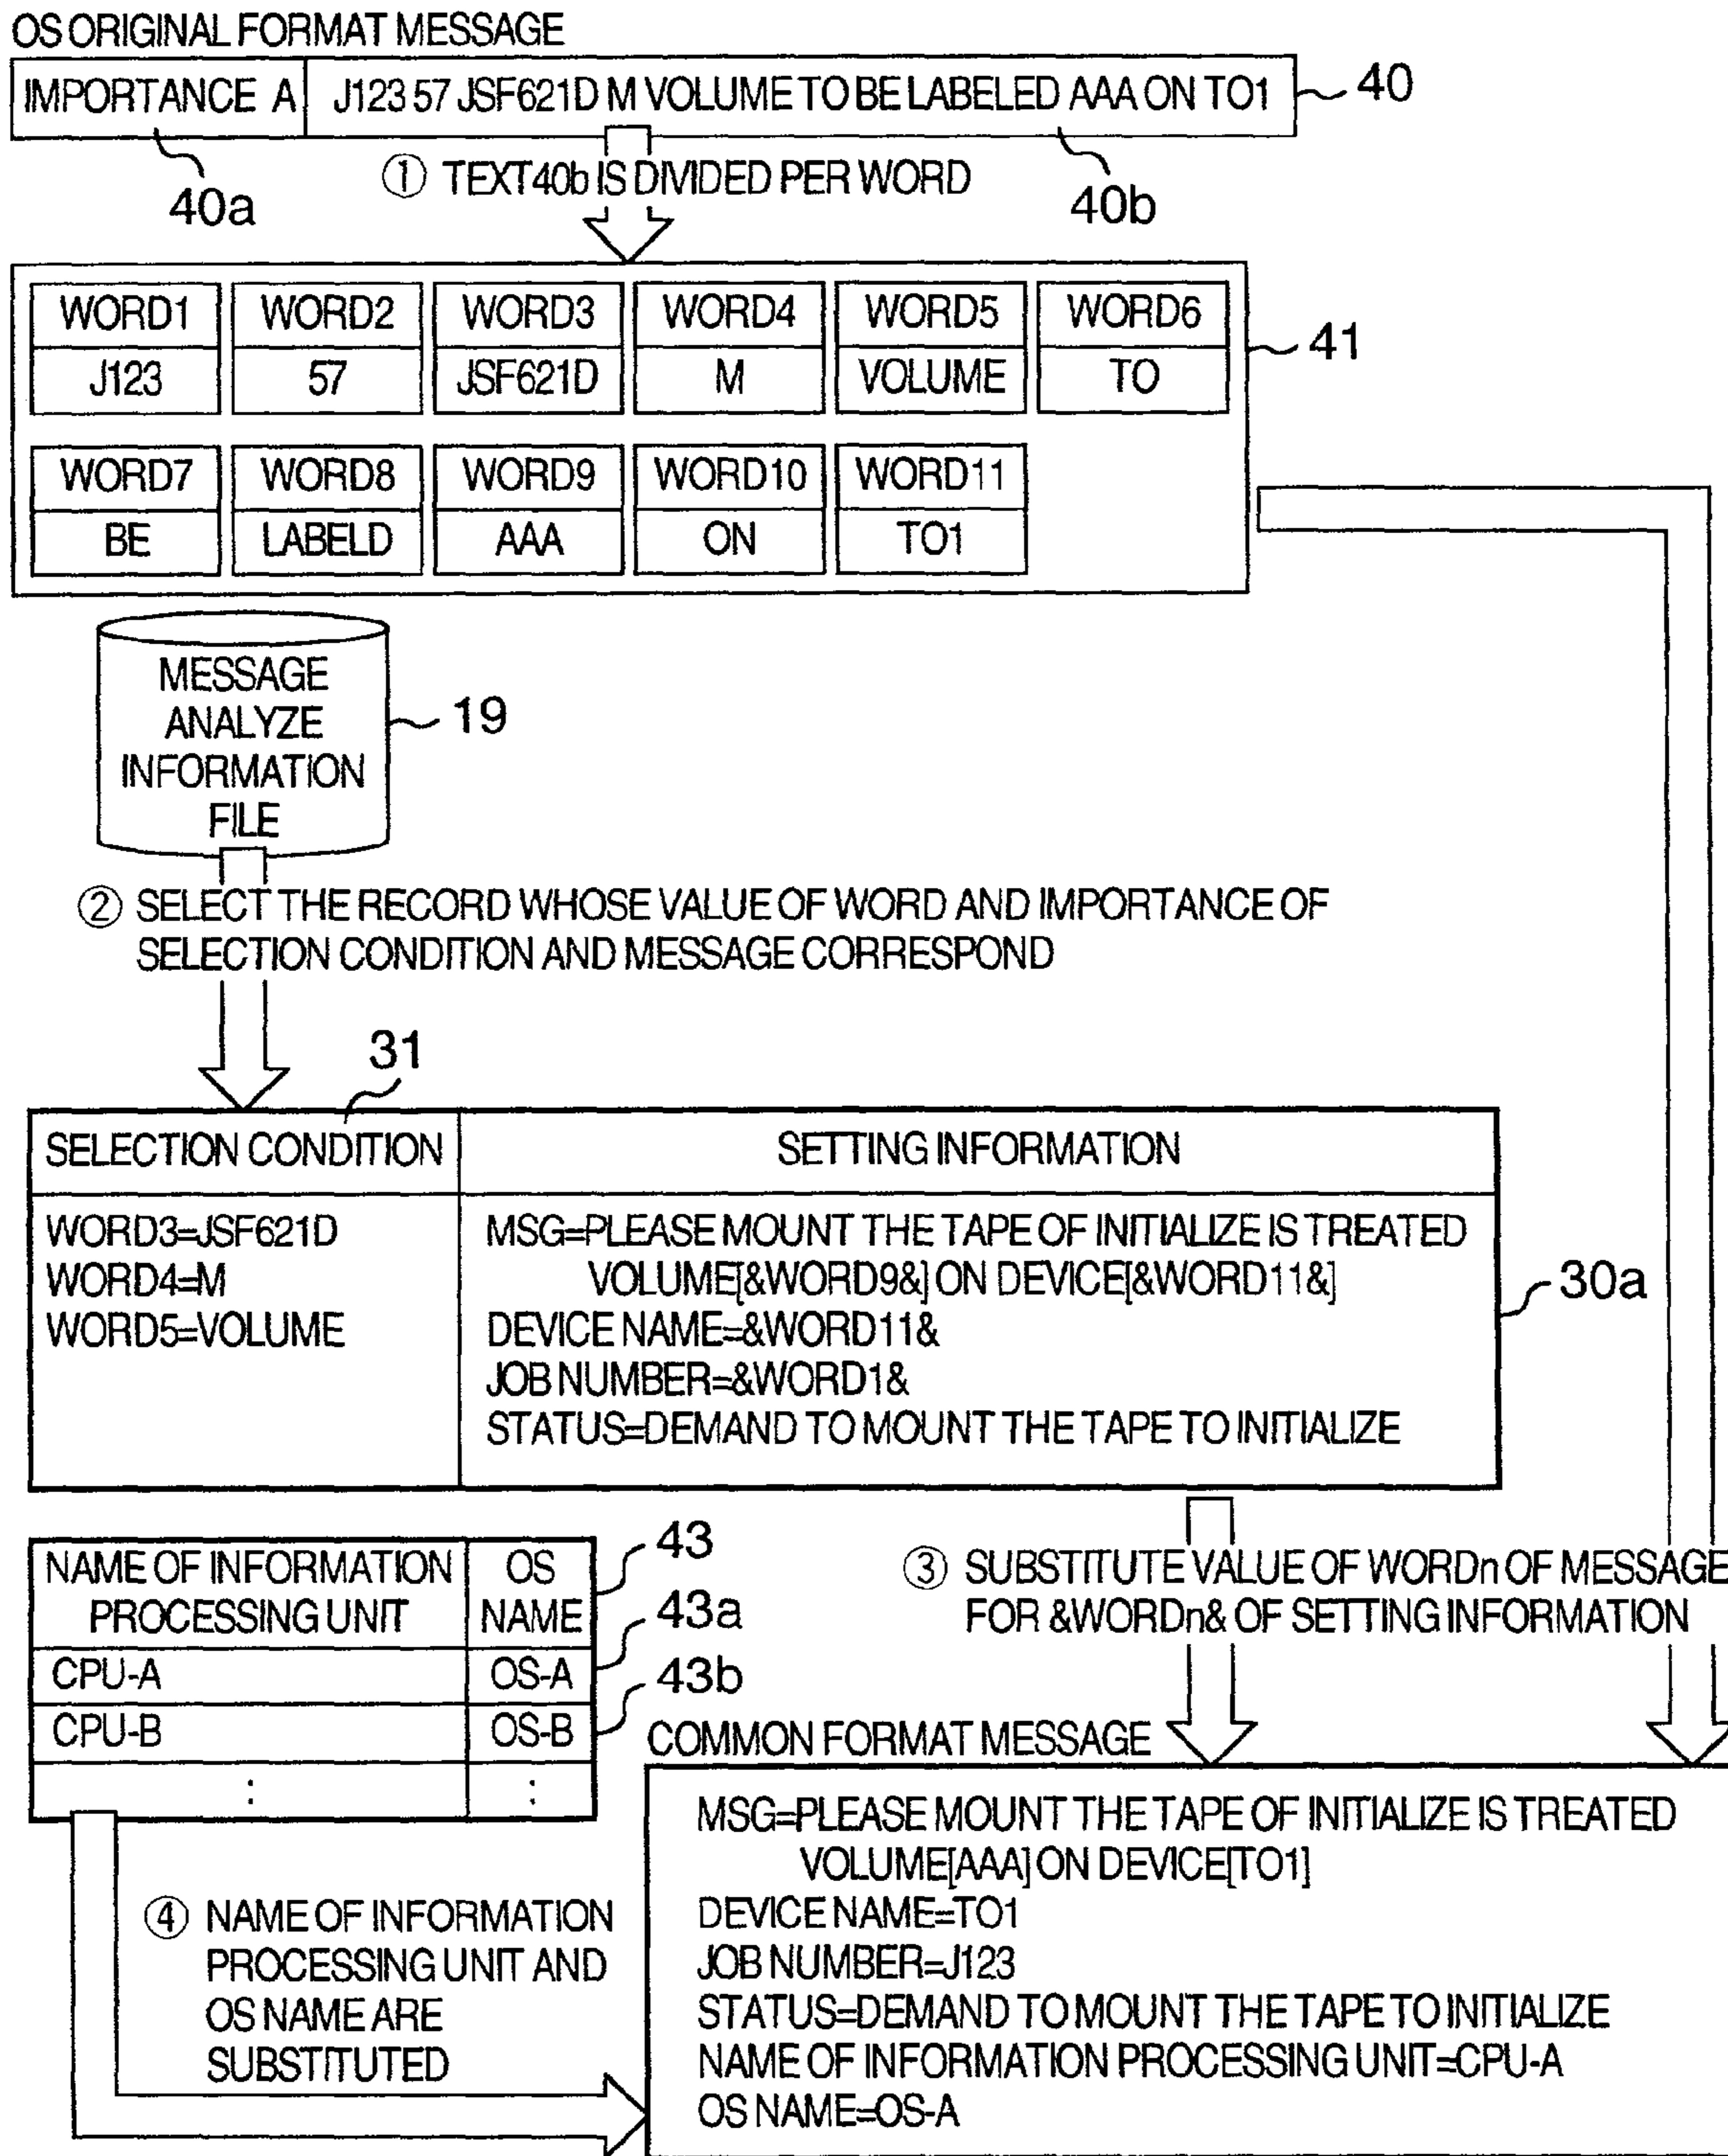 OS ORIGINAL FORMAT MESSAGE
IMPORTANCE A J123 57 JSF621D M VOLUME TO BE LABELED AAA ON TO1 40
① TEXT40b IS DIVIDED PER WORD
40a 40b
WORD1 WORD2 WORD3 WORD4 WORD5 WORD6
J123 57 JSF621D M VOLUME TO
41
WORD7 WORD8 WORD9 WORD10 WORD11
BE LABELD AAA ON TO1
MESSAGE
ANALYZE
INFORMATION
FILE
19
② SELECT THE RECORD WHOSE VALUE OF WORD AND IMPORTANCE OF
SELECTION CONDITION AND MESSAGE CORRESPOND
31
SELECTION CONDITION SETTING INFORMATION
WORD3=JSF621D
WORD4=M
WORD5=VOLUME
MSG=PLEASE MOUNT THE TAPE OF INITIALIZE IS TREATED
VOLUME[&WORD9&] ON DEVICE[&WORD11&]
DEVICE NAME=&WORD11&
JOB NUMBER=&WORD1&
STATUS=DEMAND TO MOUNT THE TAPE TO INITIALIZE
30a
NAME OF INFORMATION
PROCESSING UNIT
OS
NAME
43
CPU-A OS-A 43a
CPU-B OS-B 43b
: :
③ SUBSTITUTE VALUE OF WORDn OF MESSAGE
FOR &WORDn& OF SETTING INFORMATION
④ NAME OF INFORMATION
PROCESSING UNIT AND
OS NAME ARE
SUBSTITUTED
COMMON FORMAT MESSAGE
MSG=PLEASE MOUNT THE TAPE OF INITIALIZE IS TREATED
VOLUME[AAA] ON DEVICE[TO1]
DEVICE NAME=TO1
JOB NUMBER=J123
STATUS=DEMAND TO MOUNT THE TAPE TO INITIALIZE
NAME OF INFORMATION PROCESSING UNIT=CPU-A
OS NAME=OS-A